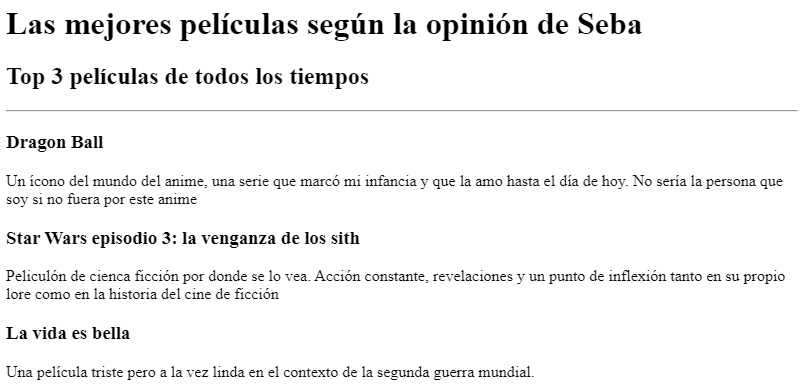 Las mejores películas según la opinión de Seba
Top 3 películas de todos los tiempos
Dragon Ball
Un ícono del mundo del anime, una serie que marcó mi infancia y que la amo hasta el día de hoy. No sería la persona que
soy si no fuera por este anime
Star Wars episodio 3: la venganza de los sith
Peliculón de cienca ficción por donde se lo vea. Acción constante, revelaciones y un punto de inflexión tanto en su propio
lore como en la historia del cine de ficción
La vida es bella
Una película triste pero a la vez linda en el contexto de la segunda guerra mundial.